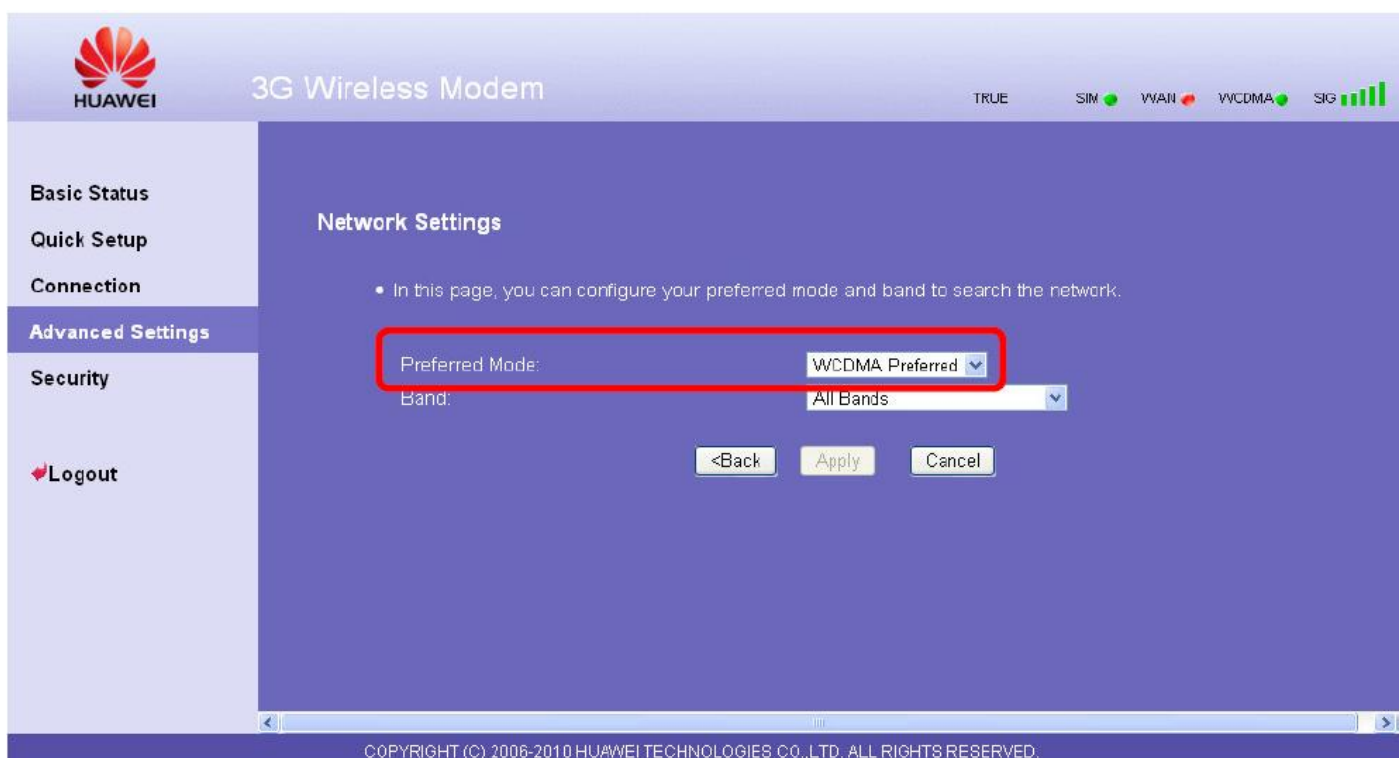 HUAWEI
3G Wireless Modem
TRUE SIM WAN WCDMA SIG
Basic Status
Quick Setup
Connection
Advanced Settings
Security
Logout
Network Settings
• In this page, you can configure your preferred mode and band to search the network.
Preferred Mode: WCDMA Preferred
Band: All Bands
<Back Apply Cancel
COPYRIGHT (C) 2006-2010 HUAWEI TECHNOLOGIES CO.,LTD. ALL RIGHTS RESERVED.